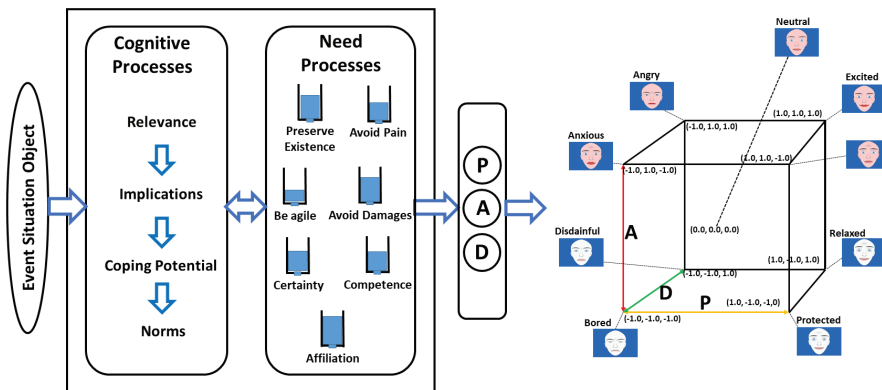 Event Situation Object
Cognitive
Processes
Relevance
Implications
Coping Potential
Norms
Need
Processes
Preserve
Existence
Avoid Pain
Be agile
Avoid Damages
Certainty
Competence
Affiliation
P
A
D
Neutral
Angry
Excited
(-1.0, 1.0, 1.0)
(1.0, 1.0, 1.0)
Anxious
(-1.0, 1.0, -1.0)
(1.0, 1.0, -1.0)
A
(0.0, 0.0, 0.0)
Disdainful
Relaxed
(-1.0, -1.0, 1.0)
(1.0, -1.0, 1.0)
D
P
(1.0, -1.0, -1,0)
(-1.0, -1.0, -1.0)
Bored
Protected